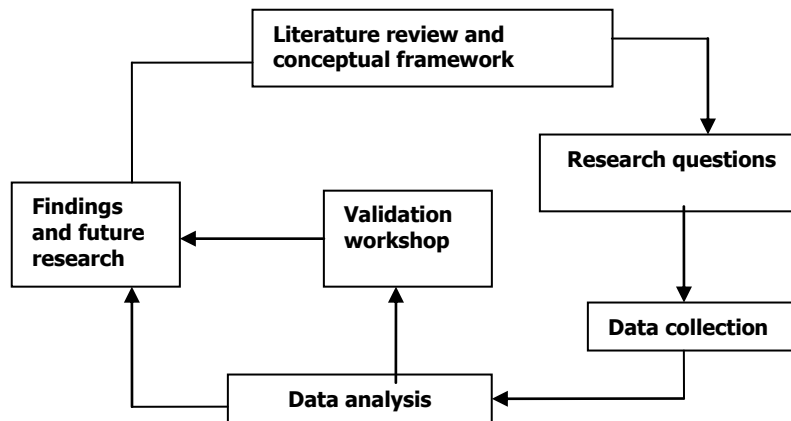 Literature review and
conceptual framework
Research questions
Findings
and future
research
Validation
workshop
Data collection
Data analysis